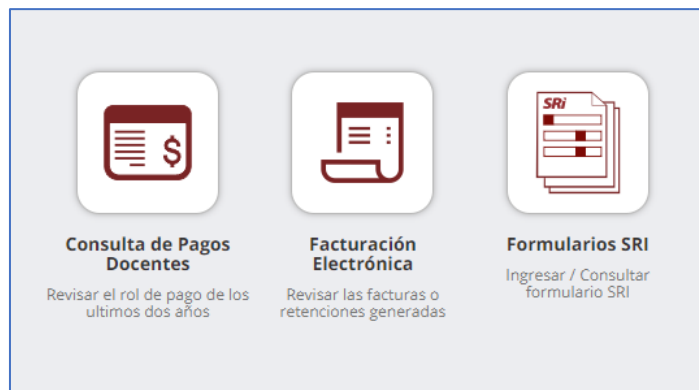 SRi
Consulta de Pagos
Docentes
Revisar el rol de pago de los
ultimos dos años
Facturación
Electrónica
Revisar las facturas o
retenciones generadas
Formularios SRI
Ingresar / Consultar
formulario SRI